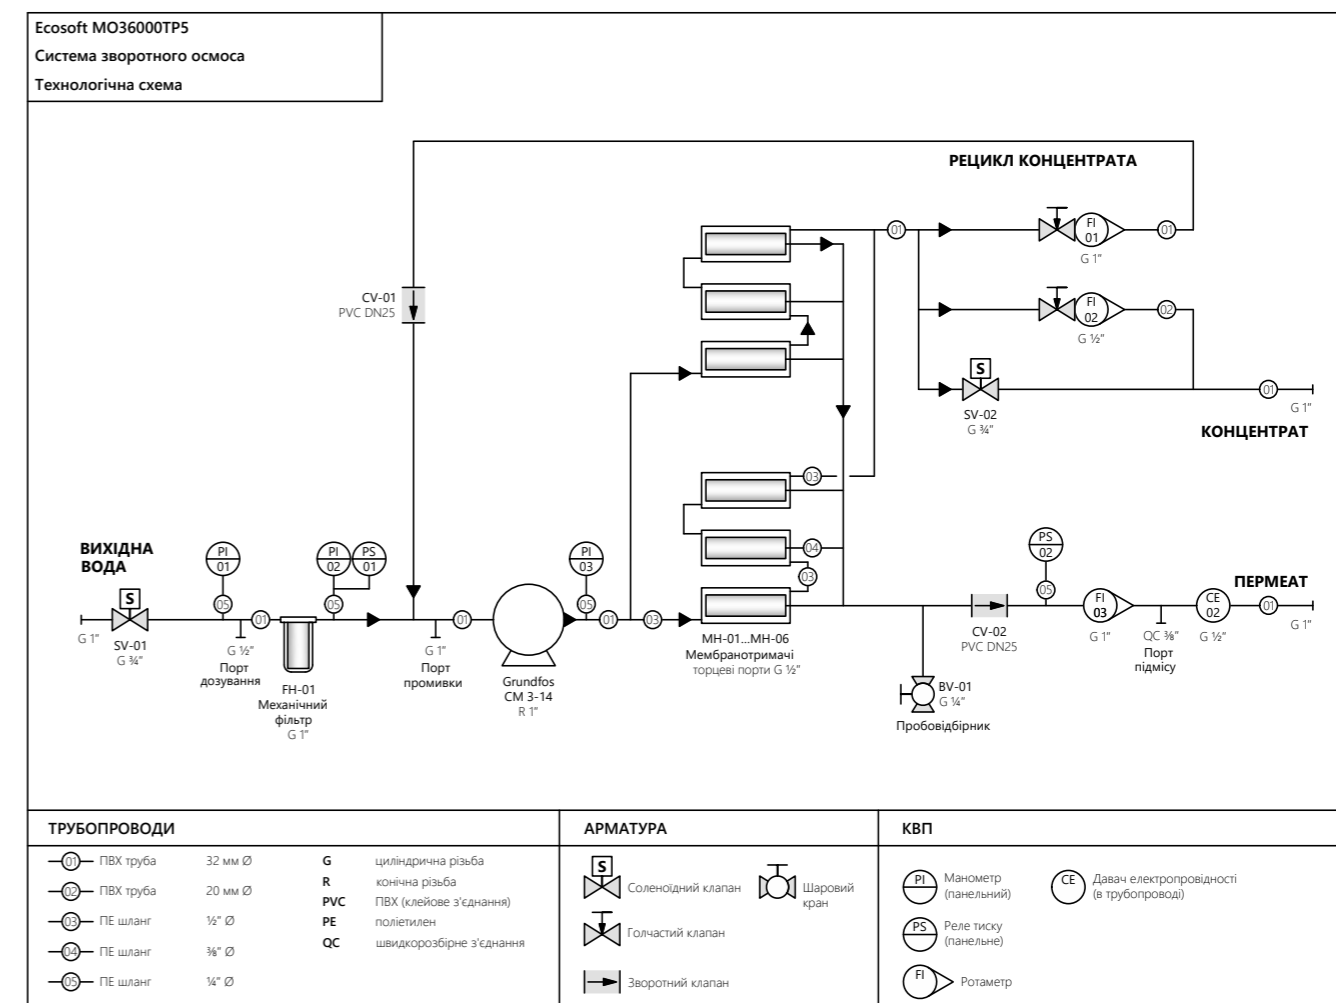 Ecosoft MO36000TP5
Система зворотного осмоса
Технологічна схема
РЕЦИКЛ КОНЦЕНТРАТА
01
FI
01
01
G 1"
CV-01
PVC DN25
FI
02
02
G ½"
S
SV-02
G ¾"
01
G 1"
КОНЦЕНТРАТ
03
04
03
ВИХІДНА
ВОДА
G 1"
S
SV-01
G ¾"
PI
01
05
G ½"
Порт
дозування
01
FH-01
Механічний
фільтр
G 1"
PI
02
PS
01
05
G 1"
Порт
промивки
01
Grundfos
CM 3-14
R 1"
PI
03
05
01
03
MH-01...MH-06
Мембранотримачі
торцеві порти G ½"
BV-01
G ¼"
Пробовідбірник
CV-02
PVC DN25
PS
02
05
FI
03
G 1"
QC ⅜"
Порт
підмісу
CE
02
G ½"
ПЕРМЕАТ
01
G 1"
ТРУБОПРОВОДИ
01 ПВХ труба 32 мм Ø
02 ПВХ труба 20 мм Ø
03 ПЕ шланг ½" Ø
04 ПЕ шланг ⅜" Ø
05 ПЕ шланг ¼" Ø
G циліндрична різьба
R конічна різьба
PVC ПВХ (клейове з'єднання)
PE поліетилен
QC швидкорозбірне з'єднання
АРМАТУРА
S
Соленоїдний клапан
Голчастий клапан
Зворотний клапан
Шаровий
кран
КВП
PI
Манометр
(панельний)
PS
Реле тиску
(панельне)
FI
Ротаметр
CE
Давач електропровідності
(в трубопроводі)